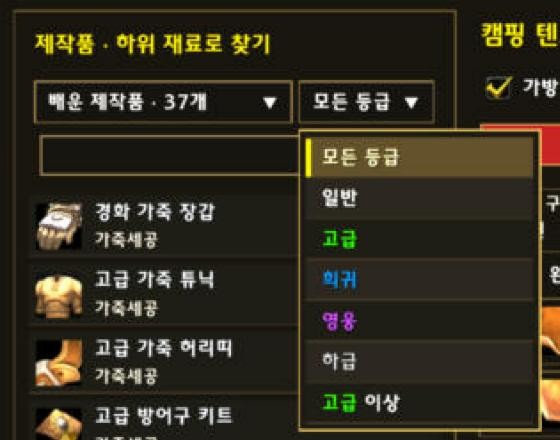 제작품 · 하위 재료로 찾기
캠핑 텐
배운 제작품 · 37개 ▼
모든 등급 ▼
가방
모든 등급
일반
고급
희귀
영웅
하급
고급 이상
경화 가죽 장갑
가죽세공
고급 가죽 튜닉
가죽세공
고급 가죽 허리띠
가죽세공
고급 방어구 키트
구
완